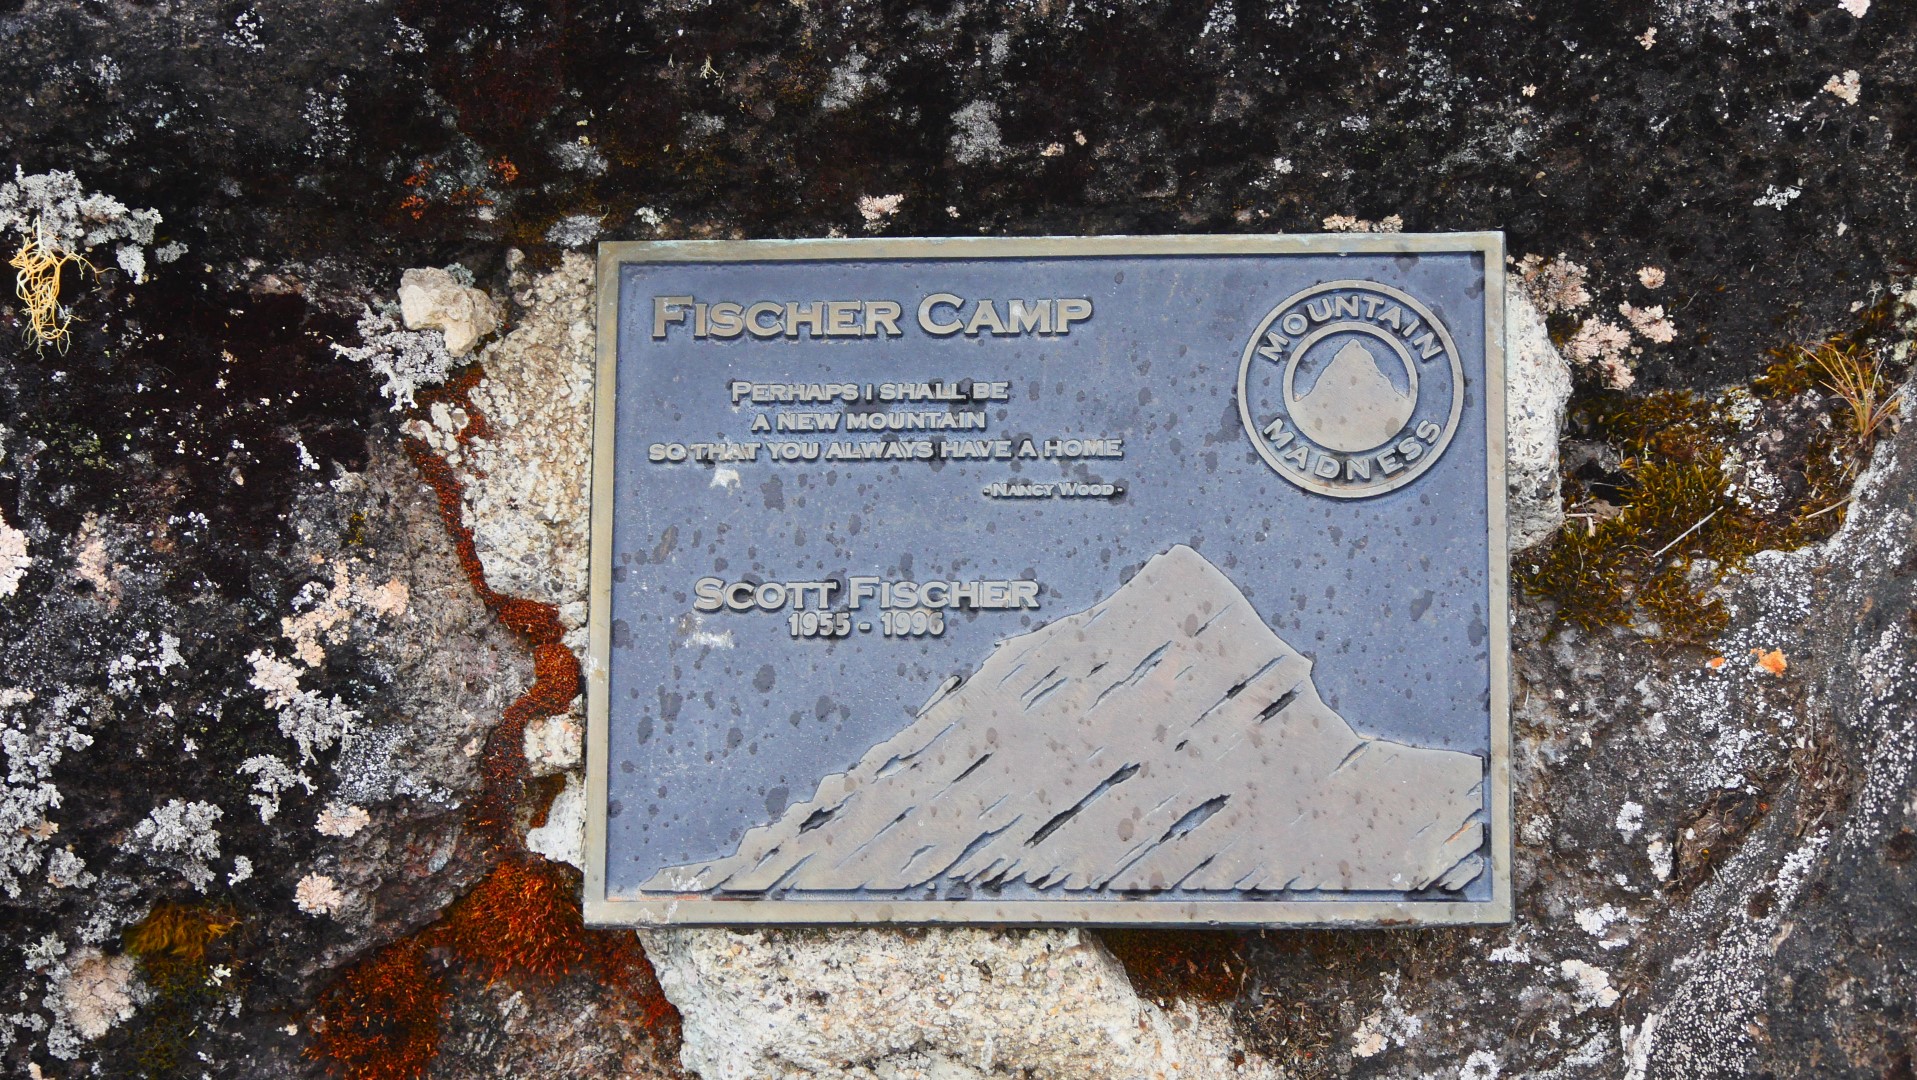 FISCHER CAMP
MOUNTAIN
MADNESS
PERHAPS I SHALL BE
A NEW MOUNTAIN
SO THAT YOU ALWAYS HAVE A HOME
-NANCY WOOD-
SCOTT FISCHER
1955 - 1996